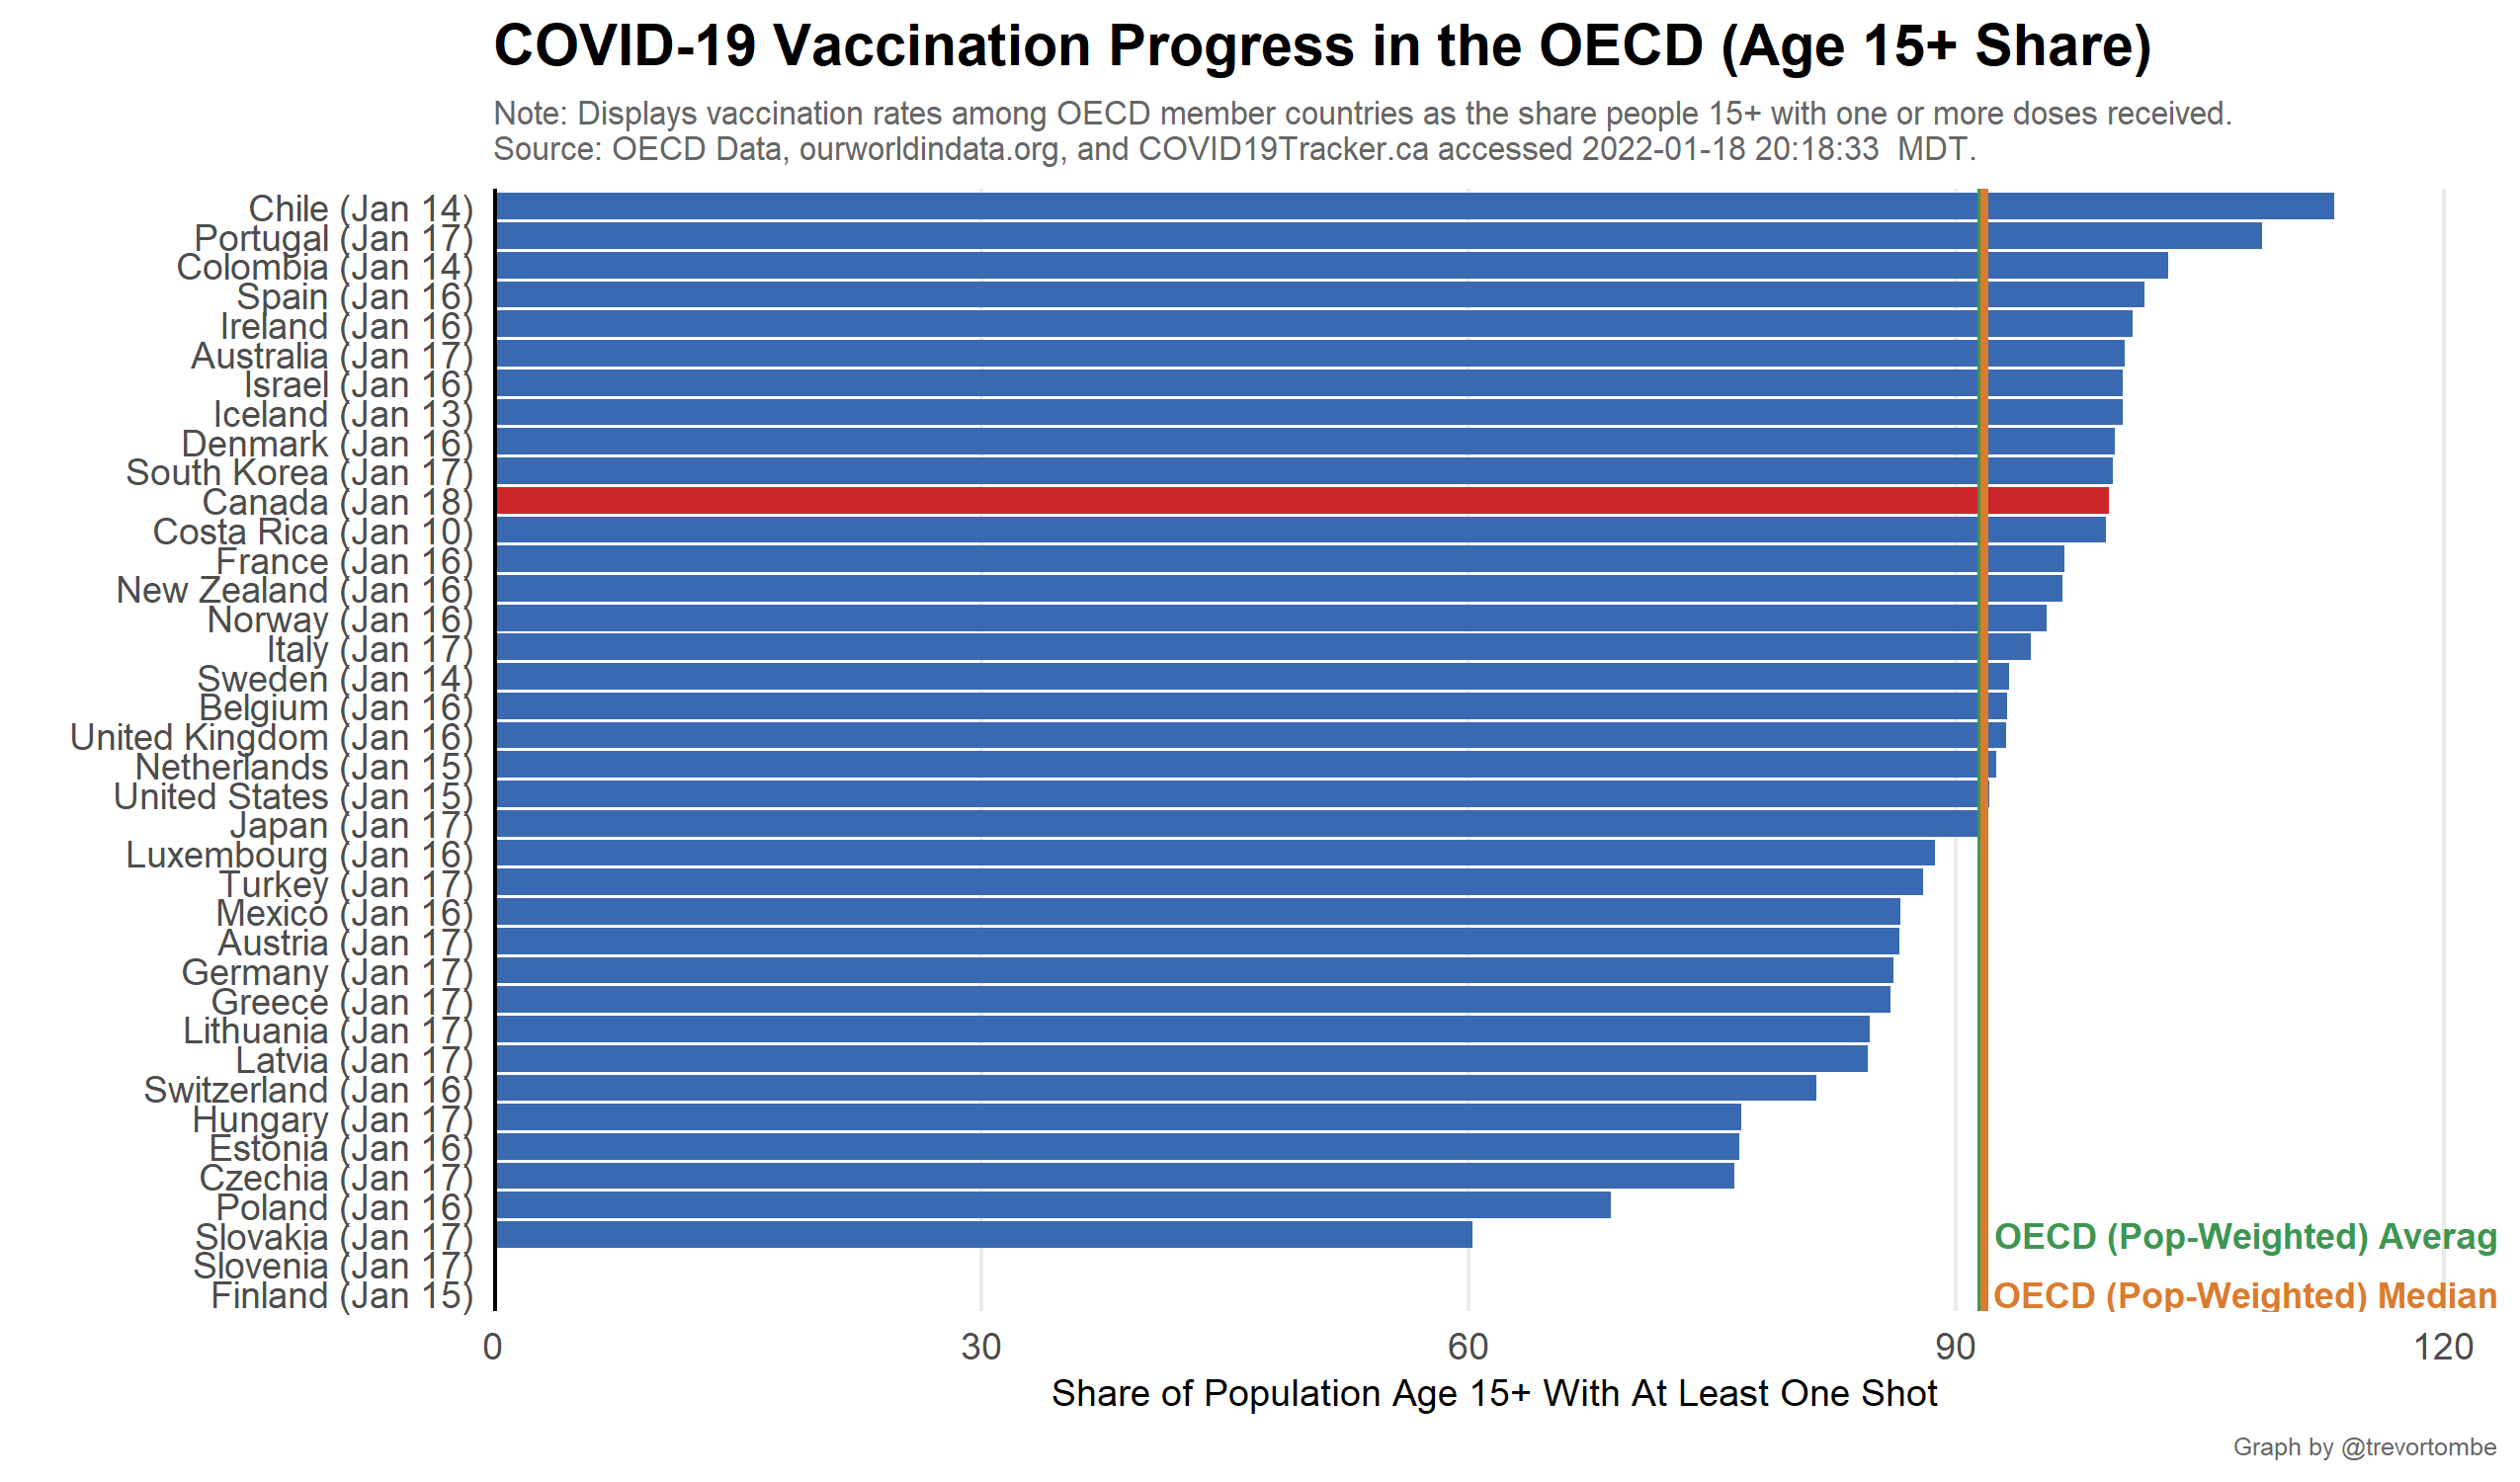 COVID-19 Vaccination Progress in the OECD (Age 15+ Share)
Note: Displays vaccination rates among OECD member countries as the share people 15+ with one or more doses received.
Source: OECD Data, ourworldindata.org, and COVID19Tracker.ca accessed 2022-01-18 20:18:33  MDT.
Chile (Jan 14)
Portugal (Jan 17)
Colombia (Jan 14)
Spain (Jan 16)
Ireland (Jan 16)
Australia (Jan 17)
Israel (Jan 16)
Iceland (Jan 13)
Denmark (Jan 16)
South Korea (Jan 17)
Canada (Jan 18)
Costa Rica (Jan 10)
France (Jan 16)
New Zealand (Jan 16)
Norway (Jan 16)
Italy (Jan 17)
Sweden (Jan 14)
Belgium (Jan 16)
United Kingdom (Jan 16)
Netherlands (Jan 15)
United States (Jan 15)
Japan (Jan 17)
Luxembourg (Jan 16)
Turkey (Jan 17)
Mexico (Jan 16)
Austria (Jan 17)
Germany (Jan 17)
Greece (Jan 17)
Lithuania (Jan 17)
Latvia (Jan 17)
Switzerland (Jan 16)
Hungary (Jan 17)
Estonia (Jan 16)
Czechia (Jan 17)
Poland (Jan 16)
Slovakia (Jan 17)
OECD (Pop-Weighted) Averag
Slovenia (Jan 17)
Finland (Jan 15)
OECD (Pop-Weighted) Median
0 30 60 90 120
Share of Population Age 15+ With At Least One Shot
Graph by @trevortombe